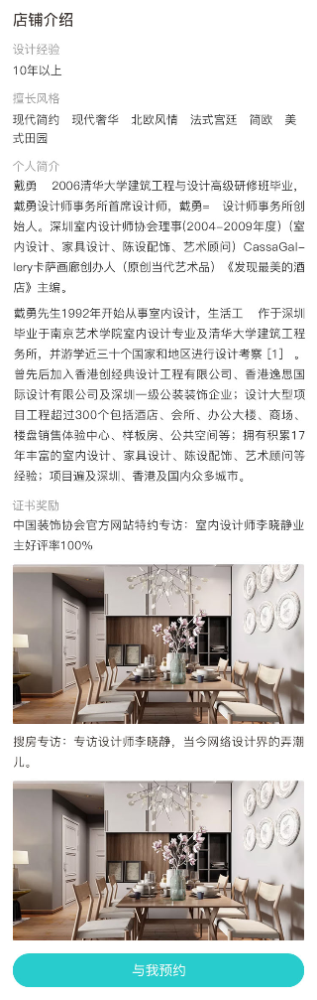 店铺介绍
设计经验
10年以上
擅长风格
现代简约 现代奢华 北欧风情 法式宫廷 简欧 美
式田园
个人简介
戴勇 2006清华大学建筑工程与设计高级研修班毕业，
戴勇设计师事务所首席设计师，戴勇= 设计师事务所创
始人。深圳室内设计师协会理事(2004-2009年度)（室
内设计、家具设计、陈设配饰、艺术顾问）CassaGal-
lery卡萨画廊创办人（原创当代艺术品）《发现最美的酒
店》主编。
戴勇先生1992年开始从事室内设计，生活工 作于深圳
毕业于南京艺术学院室内设计专业及清华大学建筑工程
务所，并游学近三十个国家和地区进行设计考察 [1] 。
曾先后加入香港创经典设计工程有限公司、香港逸思国
际设计有限公司及深圳一级公装装饰企业；设计大型项
目工程超过300个包括酒店、会所、办公大楼、商场、
楼盘销售体验中心、样板房、公共空间等；拥有积累17
年丰富的室内设计、家具设计、陈设配饰、艺术顾问等
经验；项目遍及深圳、香港及国内众多城市。
证书奖励
中国装饰协会官方网站特约专访：室内设计师李晓静业
主好评率100%
搜房专访：专访设计师李晓静，当今网络设计界的弄潮
儿。
与我预约